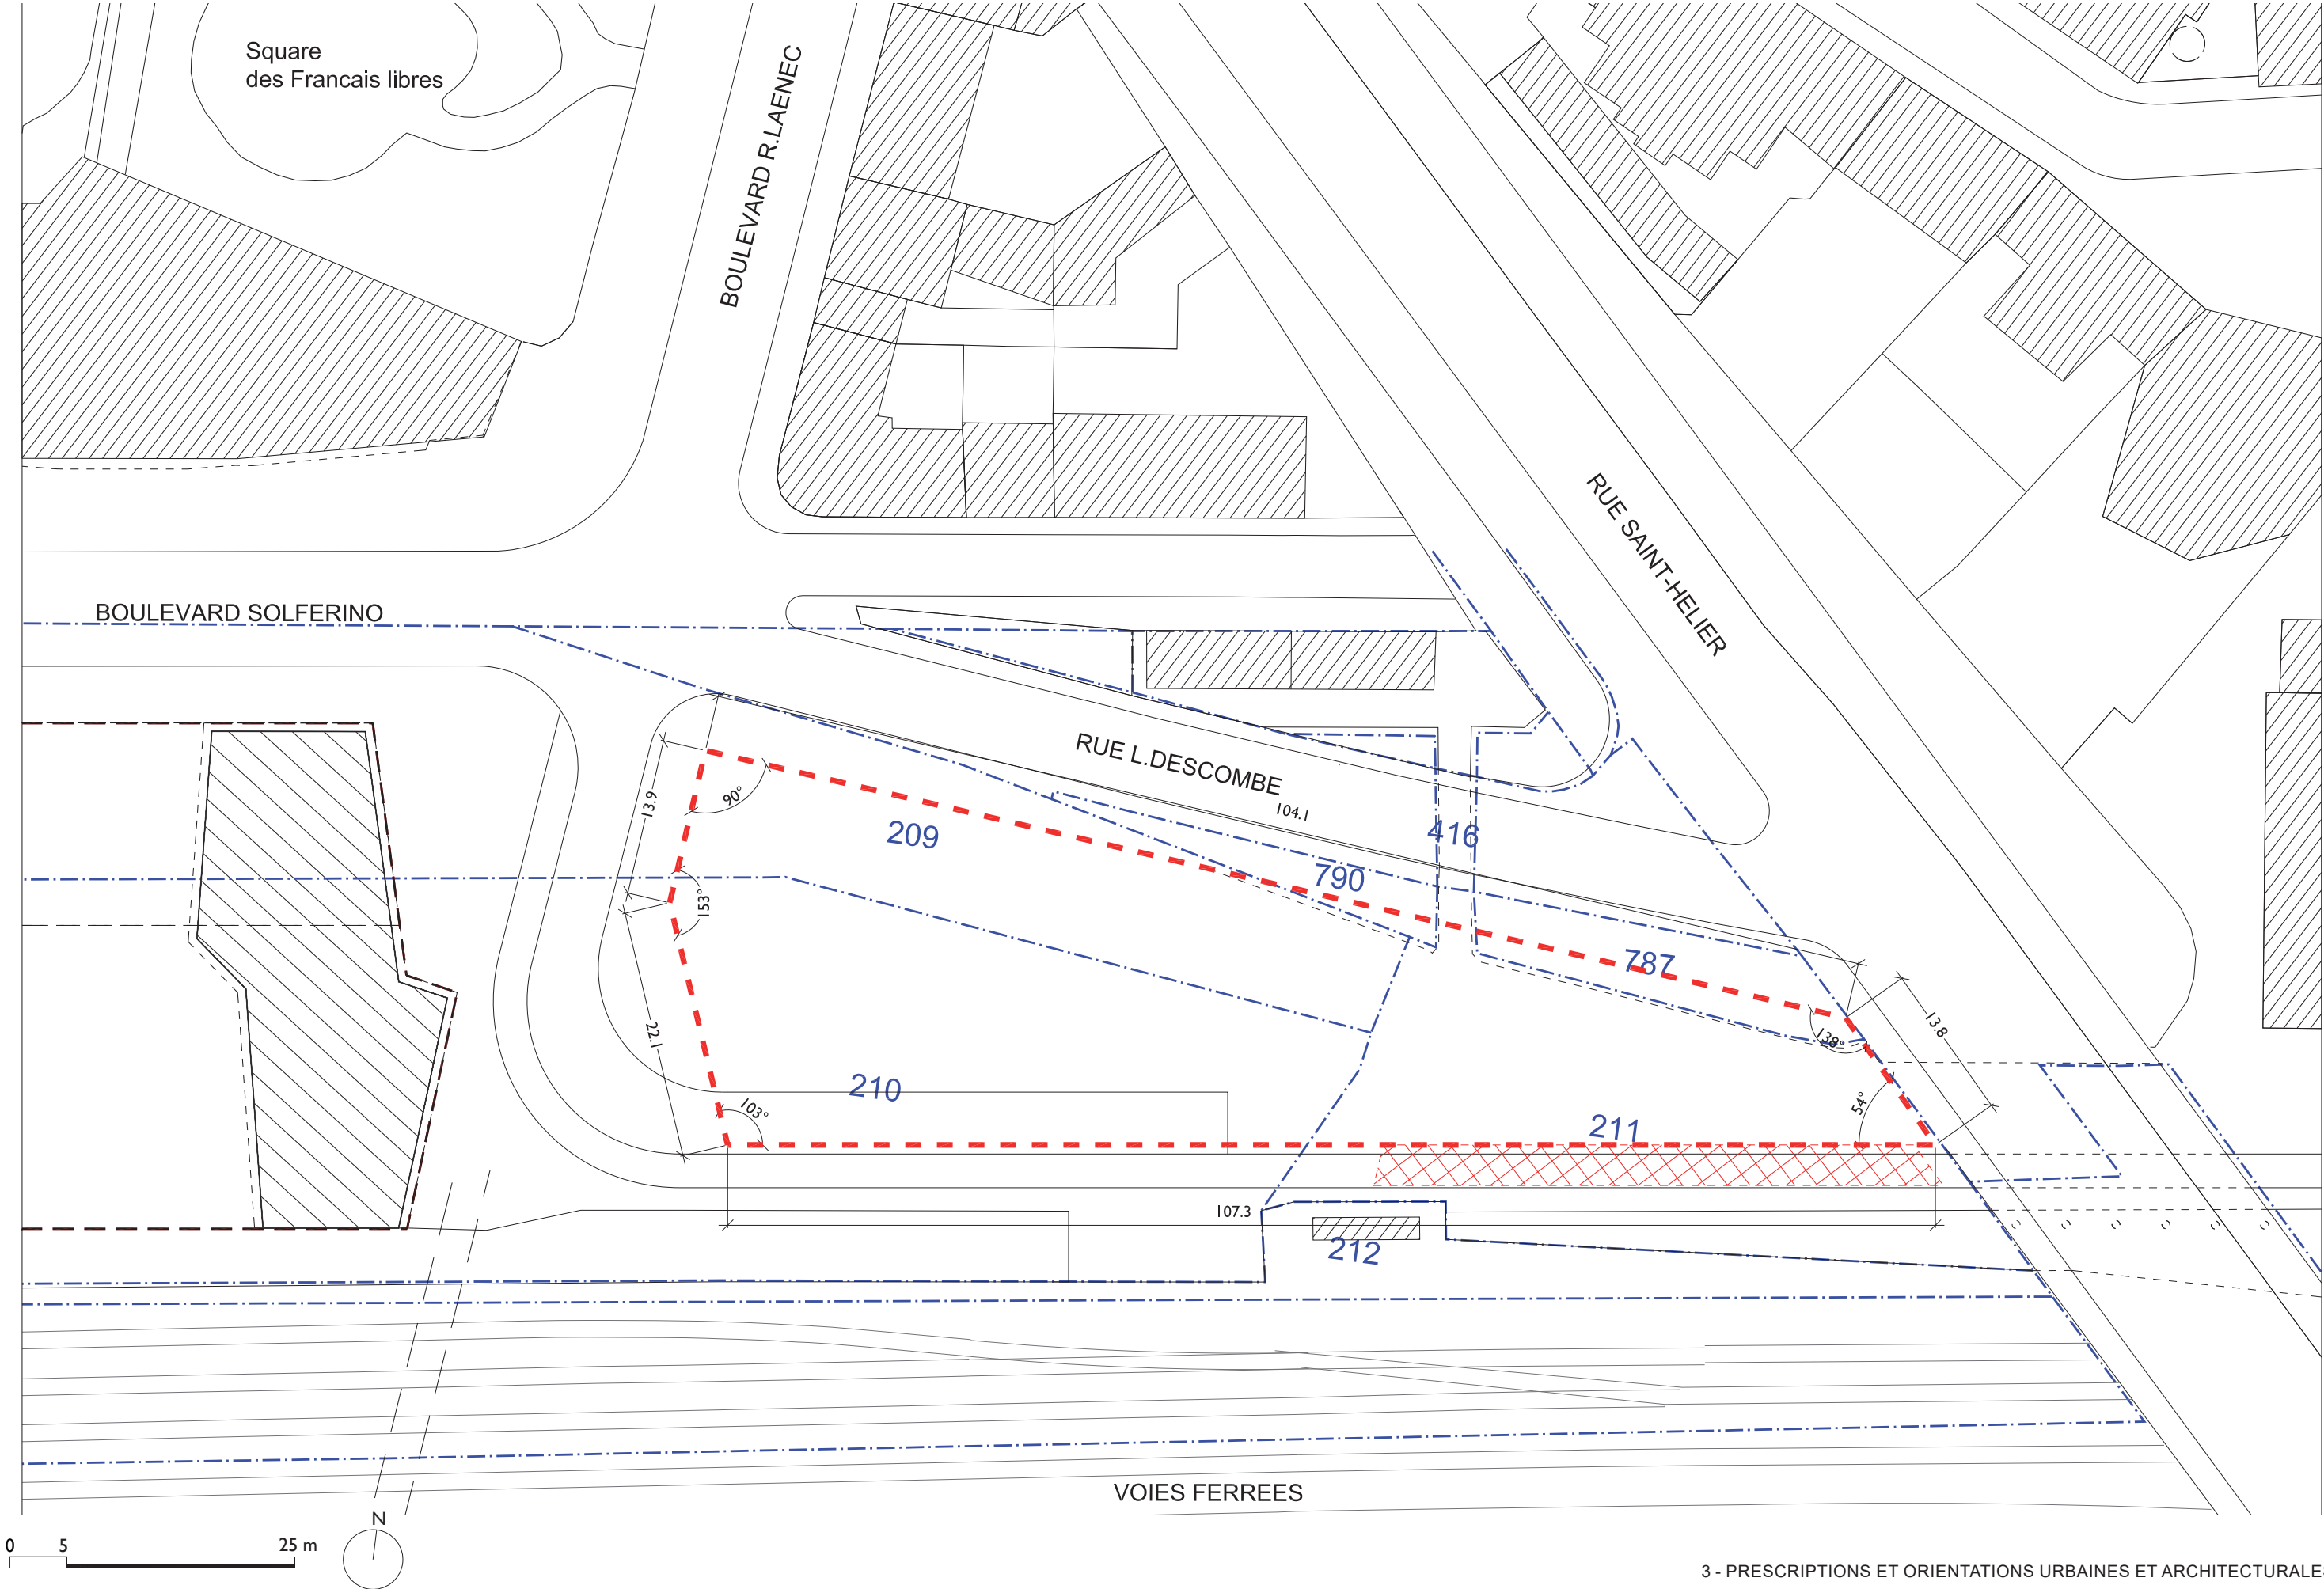 Square
des Francais libres
BOULEVARD R.LAENEC
RUE SAINT-HELIER
BOULEVARD SOLFERINO
RUE L.DESCOMBE
104.1
13.9
90°
209
416
790
153°
787
22.1
138°
13.8
210
103°
54°
211
107.3
212
VOIES FERREES
N
0 5 25 m
3 - PRESCRIPTIONS ET ORIENTATIONS URBAINES ET ARCHITECTURALE